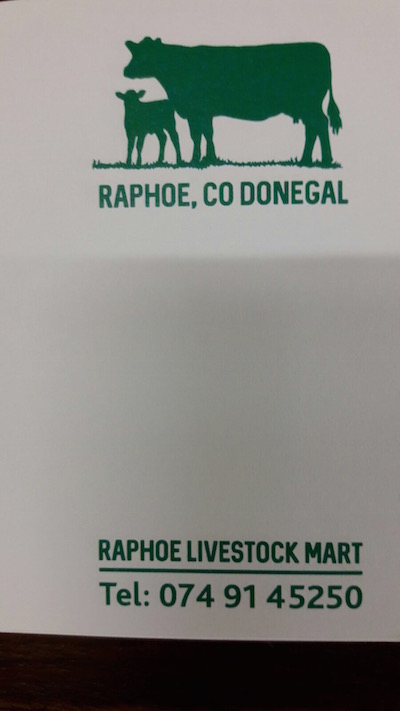 RAPHOE, CO DONEGAL
RAPHOE LIVESTOCK MART
Tel: 074 91 45250